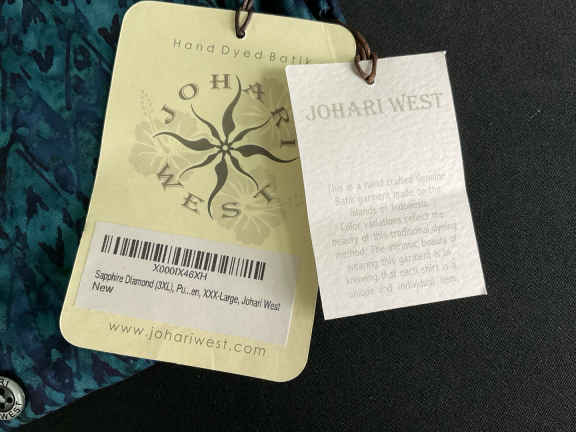 Hand Dyed Batik
JOHARI
WEST
X000IX46XH
Sapphire Diamond (3XL), Pu...en, XXX-Large, Johari West
New
www.johariwest.com
JOHARI WEST
This is a hand crafted Genuine
Batik garment made on the
islands of Indonesia.
Color variations reflect the
beauty of this traditional dyeing
method. The intrinsic beauty of
wearing this garment is in
knowing that each shirt is a
unique and individual item.
WEST